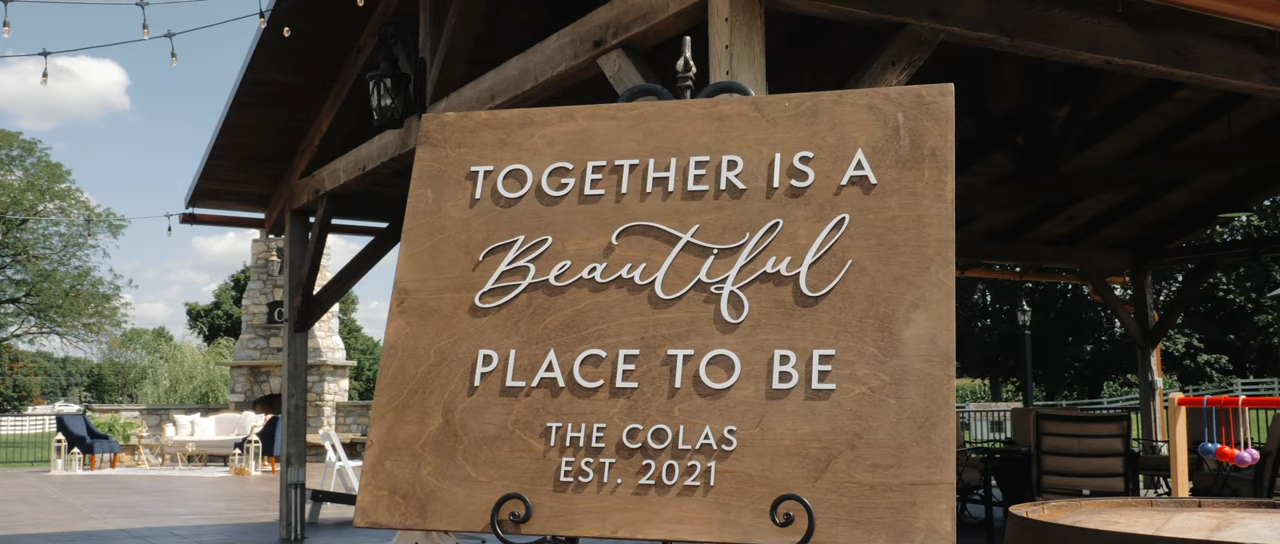 TOGETHER IS A
Beautiful
PLACE TO BE
THE COLAS
EST. 2021
C